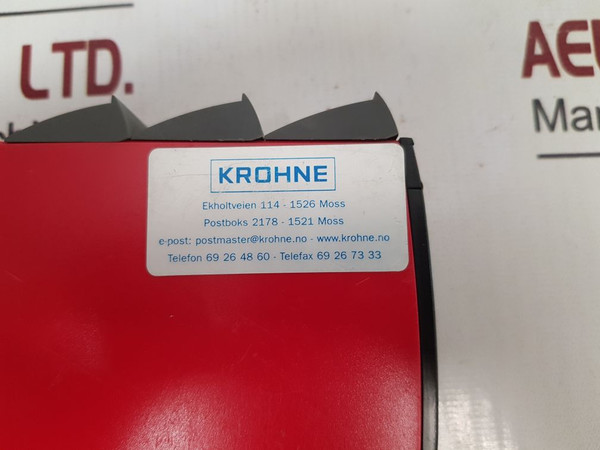 LTD.
AE
Mar
KROHNE
Ekholtveien 114 - 1526 Moss
Postboks 2178 - 1521 Moss
e-post: postmaster@krohne.no - www.krohne.no
Telefon 69 26 48 60 - Telefax 69 26 73 33